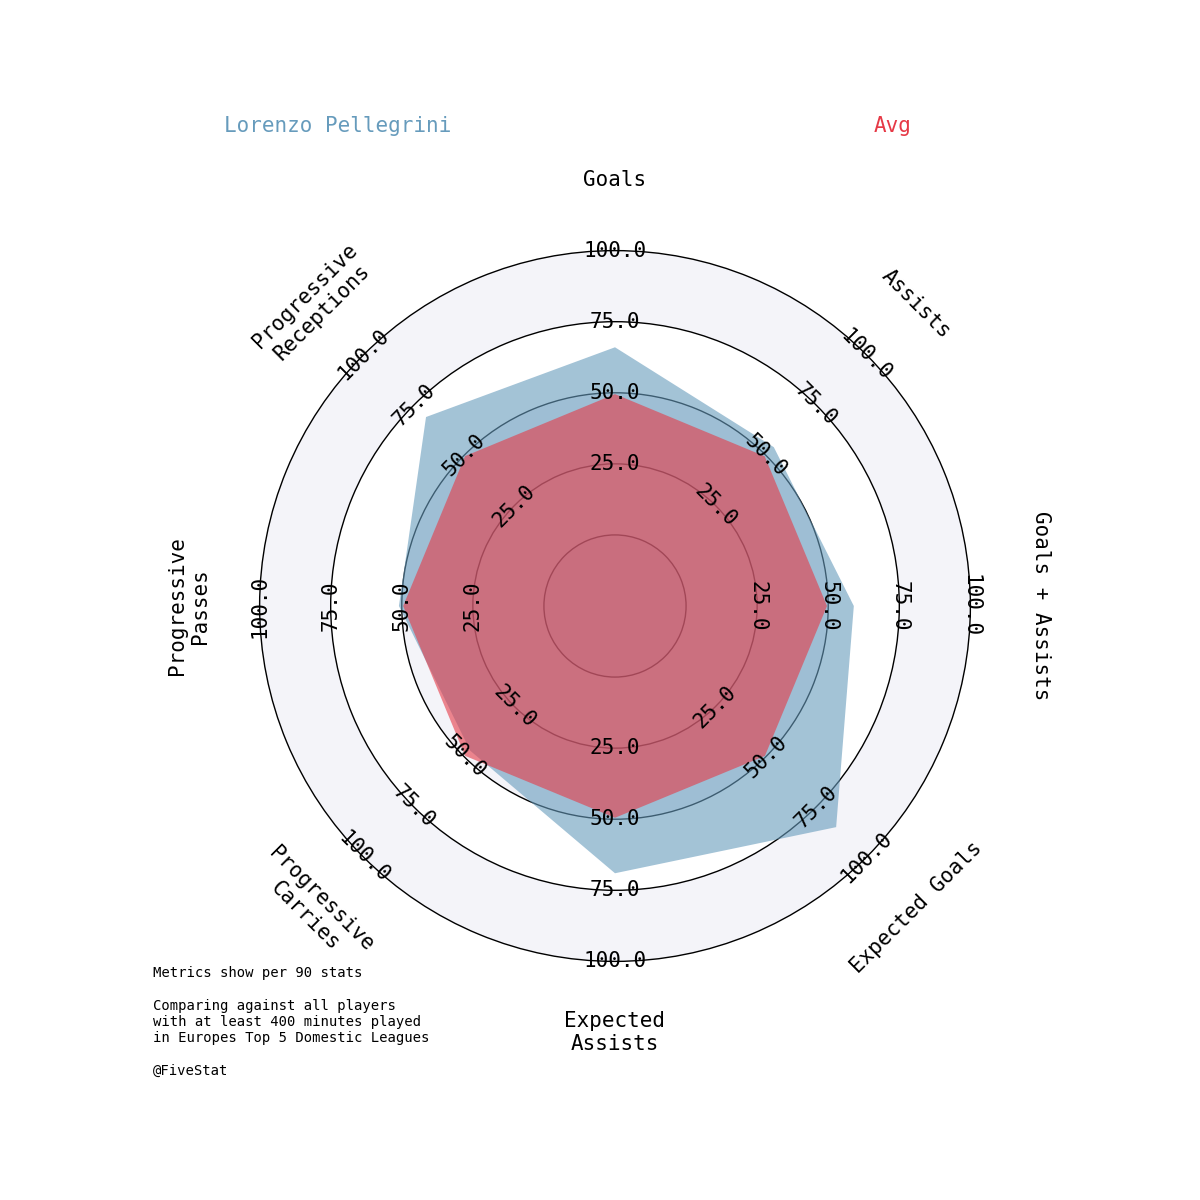 Lorenzo Pellegrini
Avg
Goals
Assists
Goals + Assists
Expected Goals
Expected
Assists
Progressive
Carries
Progressive
Passes
Progressive
Receptions
25.0
50.0
75.0
100.0
25.0
50.0
75.0
100.0
25.0
50.0
75.0
100.0
25.0
50.0
75.0
100.0
25.0
50.0
75.0
100.0
25.0
50.0
75.0
100.0
25.0
50.0
75.0
100.0
25.0
50.0
75.0
100.0
Metrics show per 90 stats
Comparing against all players
with at least 400 minutes played
in Europes Top 5 Domestic Leagues
@FiveStat